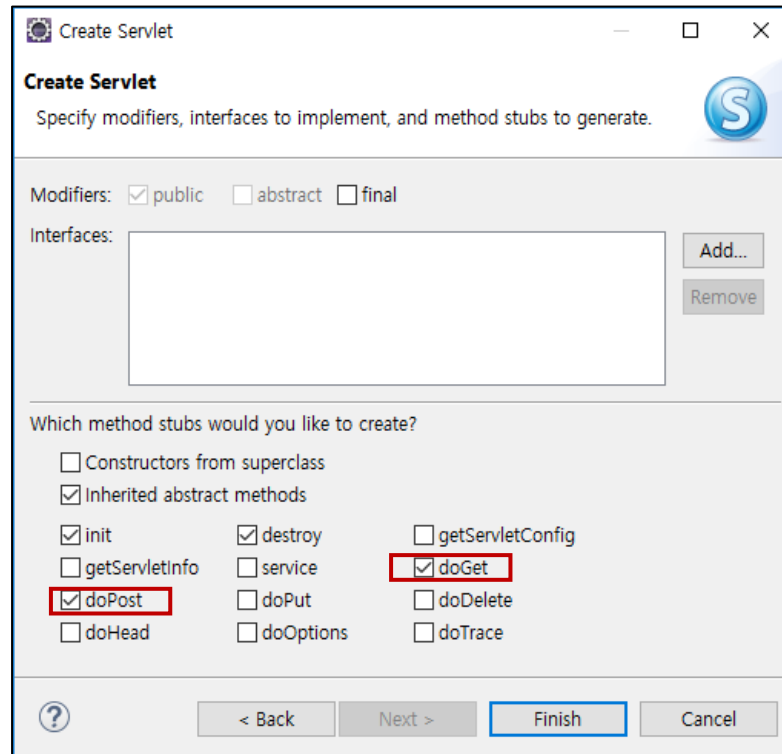 Create Servlet
Create Servlet
Specify modifiers, interfaces to implement, and method stubs to generate.
S
Modifiers: public abstract final
Interfaces:
Add...
Remove
Which method stubs would you like to create?
Constructors from superclass
Inherited abstract methods
init destroy getServletConfig
getServletInfo service doGet
doPost doPut doDelete
doHead doOptions doTrace
? < Back Next > Finish Cancel